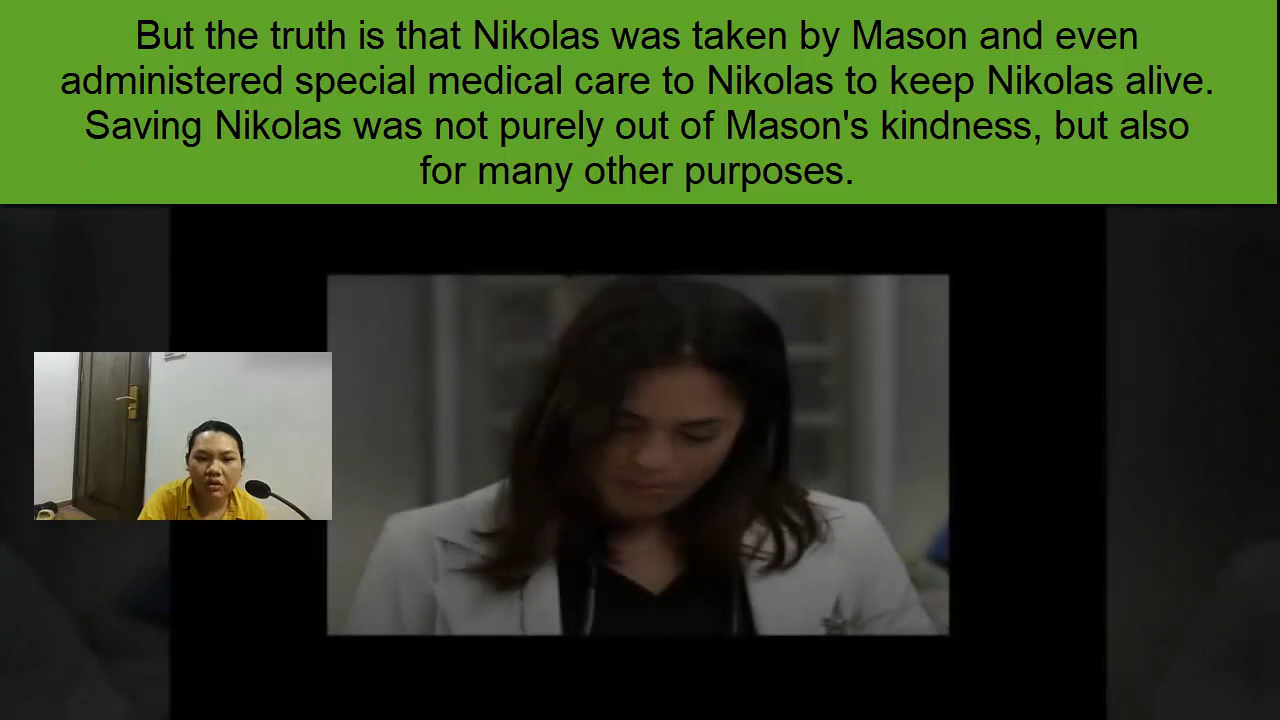 But the truth is that Nikolas was taken by Mason and even
administered special medical care to Nikolas to keep Nikolas alive.
Saving Nikolas was not purely out of Mason's kindness, but also
for many other purposes.